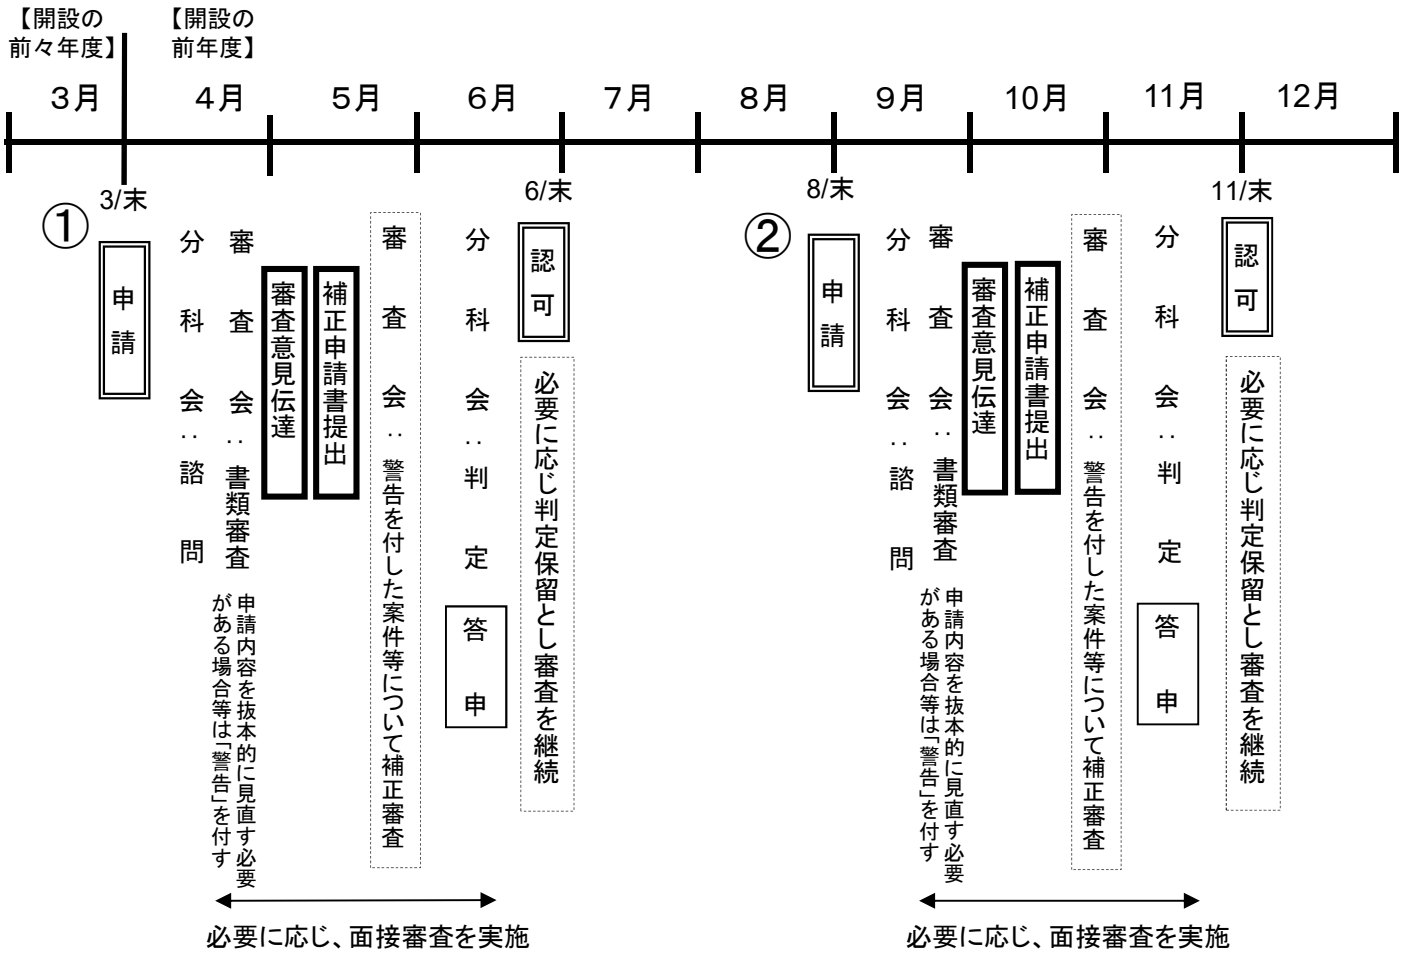 【開設の
前々年度】
【開設の
前年度】
３月
４月
５月
６月
７月
８月
９月
10月
11月
12月
3/末
6/末
8/末
11/末
①
申請
分科会：諮問
審査会：書類審査
申請内容を抜本的に見直す必要
がある場合等は「警告」を付す
審査意見伝達
補正申請書提出
審査会：警告を付した案件等について補正審査
分科会：判定
答申
認可
必要に応じ判定保留とし審査を継続
必要に応じ、面接審査を実施
②
申請
分科会：諮問
審査会：書類審査
申請内容を抜本的に見直す必要
がある場合等は「警告」を付す
審査意見伝達
補正申請書提出
審査会：警告を付した案件等について補正審査
分科会：判定
答申
認可
必要に応じ判定保留とし審査を継続
必要に応じ、面接審査を実施